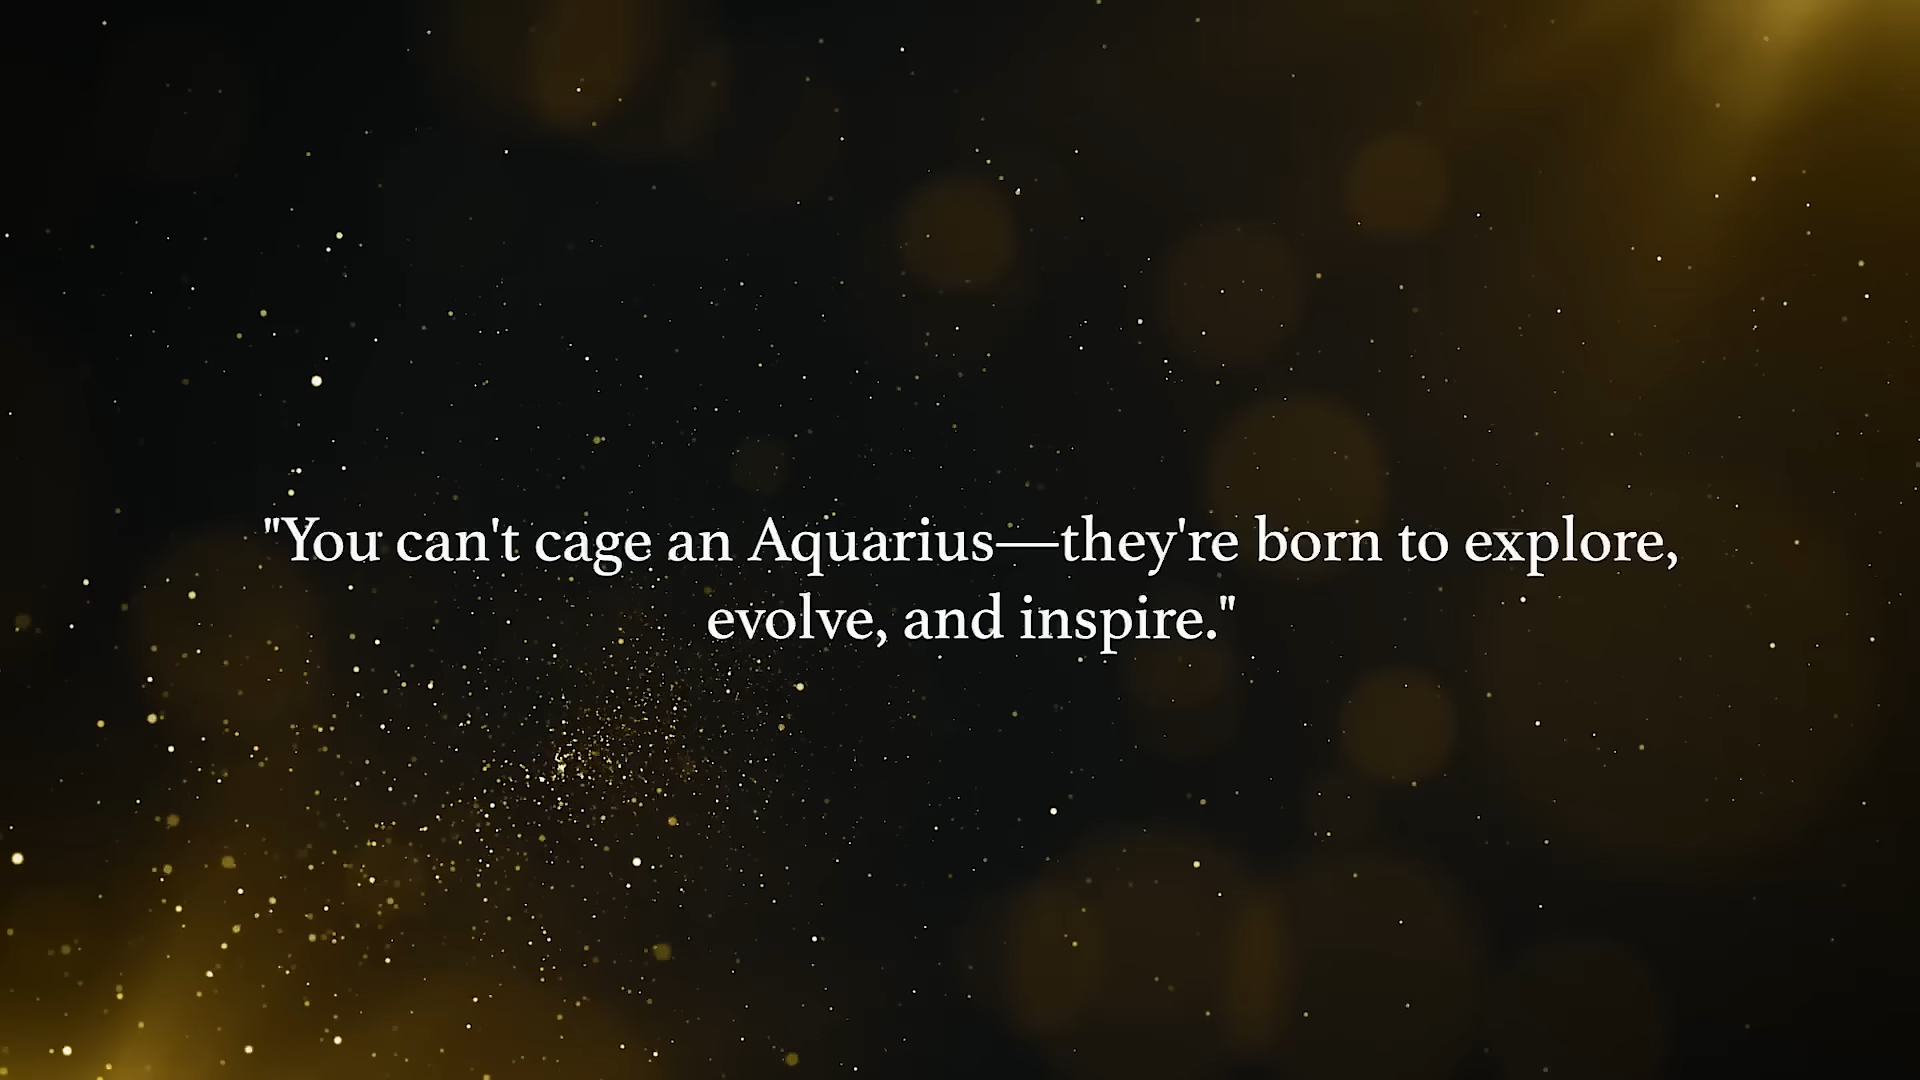 "You can't cage an Aquarius—they're born to explore,
evolve, and inspire."